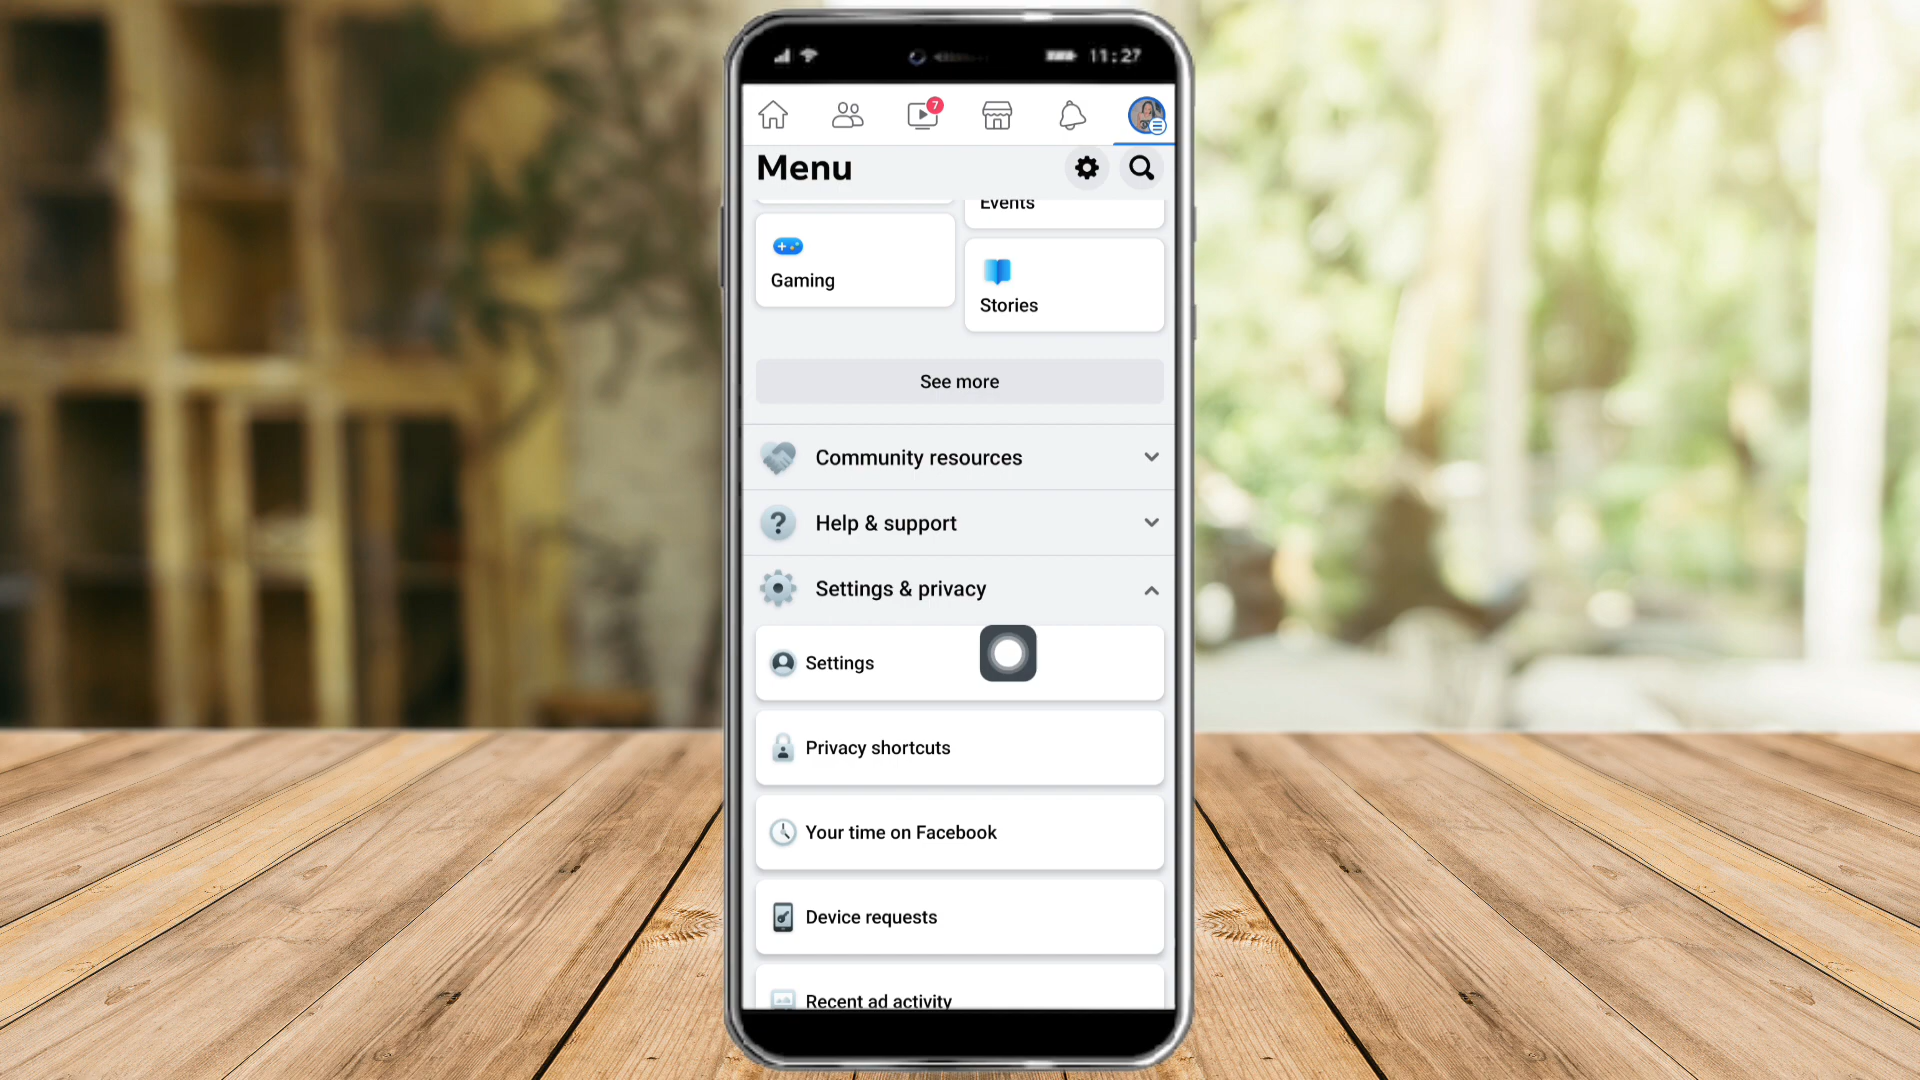 11:27
7
Menu
Events
Gaming
Stories
See more
Community resources
Help & support
Settings & privacy
Settings
Privacy shortcuts
Your time on Facebook
Device requests
Recent ad activity